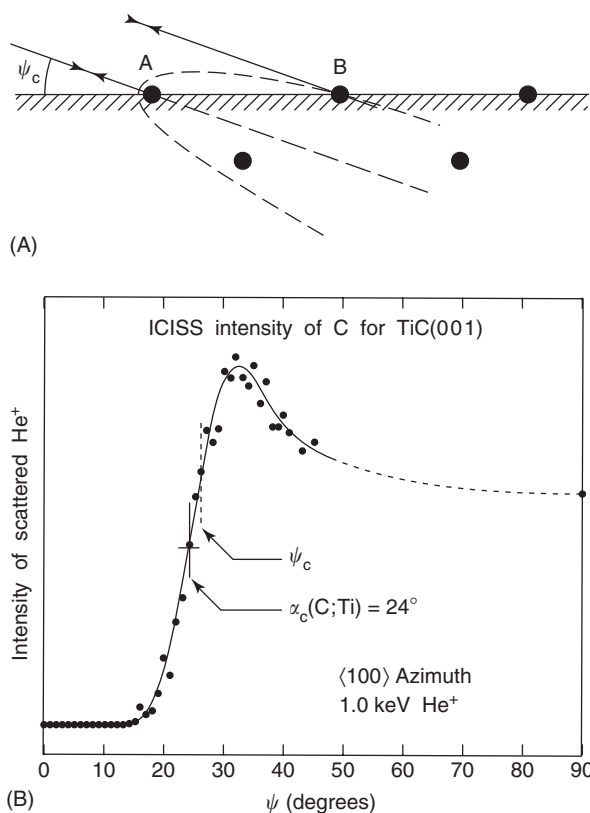 A
B
ψc
(A)
ICISS intensity of C for TiC(001)
Intensity of scattered He+
ψc
αc(C;Ti) = 24°
⟨100⟩ Azimuth
1.0 keV He+
0 10 20 30 40 50 60 70 80 90
(B)
ψ (degrees)